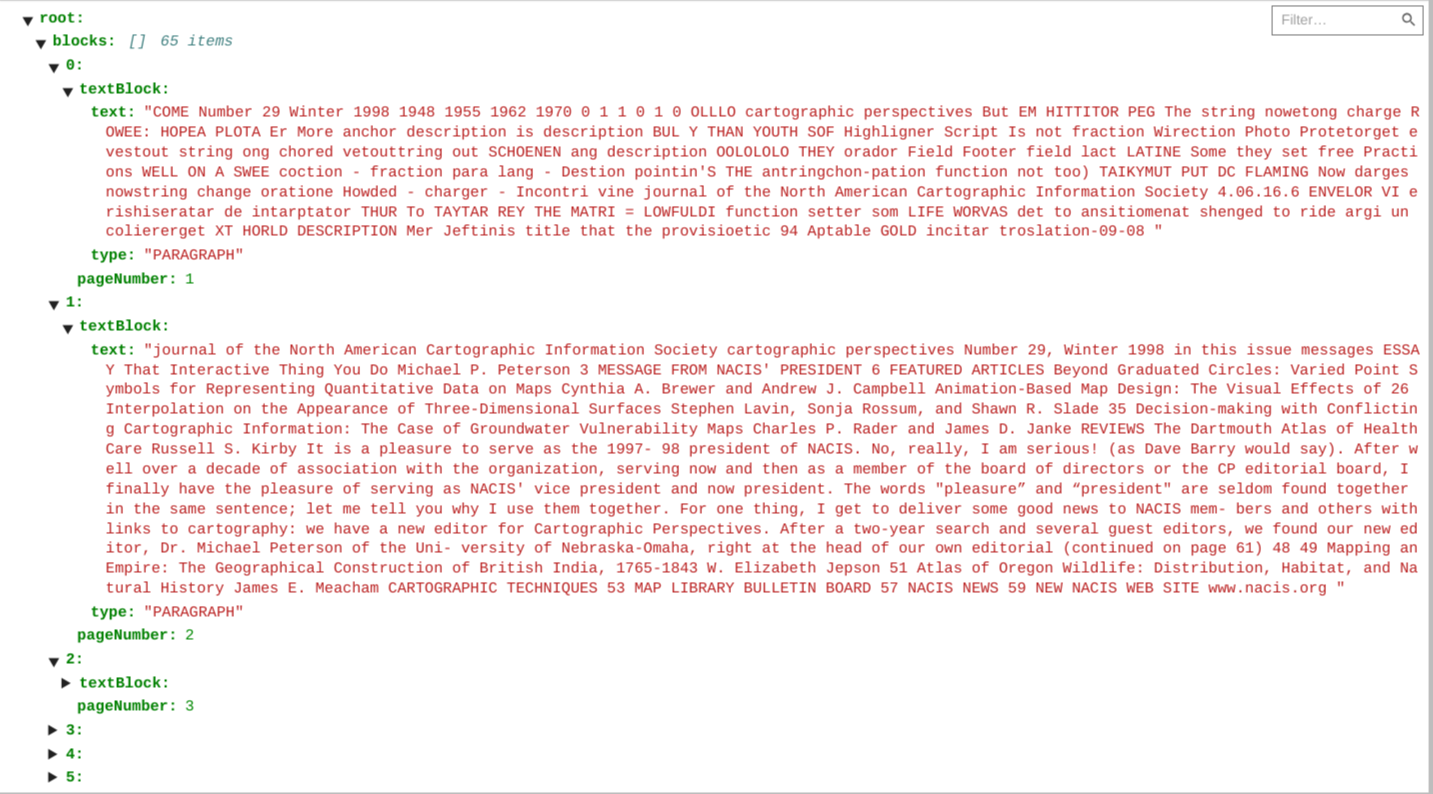 root:
Filter...
blocks: [] 65 items
0:
textBlock:
text: "COME Number 29 Winter 1998 1948 1955 1962 1970 0 1 1 0 1 0 OLLLO cartographic perspectives But EM HITTITOR PEG The string nowetong charge R
OWEE: HOPEA PLOTA Er More anchor description is description BUL Y THAN YOUTH SOF Highligner Script Is not fraction Wirection Photo Protetorget e
vestout string ong chored vetouttring out SCHOENEN ang description OOLOLOLO THEY orador Field Footer field lact LATINE Some they set free Practi
ons WELL ON A SWEE coction - fraction para lang - Destion pointin'S THE antringchon-pation function not too) TAIKYMUT PUT DC FLAMING Now darges
nowstring change oratione Howded - charger - Incontri vine journal of the North American Cartographic Information Society 4.06.16.6 ENVELOR VI e
rishiseratar de intarptator THUR To TAYTAR REY THE MATRI = LOWFULDI function setter som LIFE WORVAS det to ansitiomenat shenged to ride argi un
coliererget XT HORLD DESCRIPTION Mer Jeftinis title that the provisioetic 94 Aptable GOLD incitar troslation-09-08 "
type: "PARAGRAPH"
pageNumber: 1
1:
textBlock:
text: "journal of the North American Cartographic Information Society cartographic perspectives Number 29, Winter 1998 in this issue messages ESSA
Y That Interactive Thing You Do Michael P. Peterson 3 MESSAGE FROM NACIS' PRESIDENT 6 FEATURED ARTICLES Beyond Graduated Circles: Varied Point S
ymbols for Representing Quantitative Data on Maps Cynthia A. Brewer and Andrew J. Campbell Animation-Based Map Design: The Visual Effects of 26
Interpolation on the Appearance of Three-Dimensional Surfaces Stephen Lavin, Sonja Rossum, and Shawn R. Slade 35 Decision-making with Conflictin
g Cartographic Information: The Case of Groundwater Vulnerability Maps Charles P. Rader and James D. Janke REVIEWS The Dartmouth Atlas of Health
Care Russell S. Kirby It is a pleasure to serve as the 1997- 98 president of NACIS. No, really, I am serious! (as Dave Barry would say). After w
ell over a decade of association with the organization, serving now and then as a member of the board of directors or the CP editorial board, I
finally have the pleasure of serving as NACIS' vice president and now president. The words "pleasure” and “president" are seldom found together
in the same sentence; let me tell you why I use them together. For one thing, I get to deliver some good news to NACIS mem- bers and others with
links to cartography: we have a new editor for Cartographic Perspectives. After a two-year search and several guest editors, we found our new ed
itor, Dr. Michael Peterson of the Uni- versity of Nebraska-Omaha, right at the head of our own editorial (continued on page 61) 48 49 Mapping an
Empire: The Geographical Construction of British India, 1765-1843 W. Elizabeth Jepson 51 Atlas of Oregon Wildlife: Distribution, Habitat, and Na
tural History James E. Meacham CARTOGRAPHIC TECHNIQUES 53 MAP LIBRARY BULLETIN BOARD 57 NACIS NEWS 59 NEW NACIS WEB SITE www.nacis.org "
type: "PARAGRAPH"
pageNumber: 2
2:
textBlock:
pageNumber: 3
3:
4:
5: